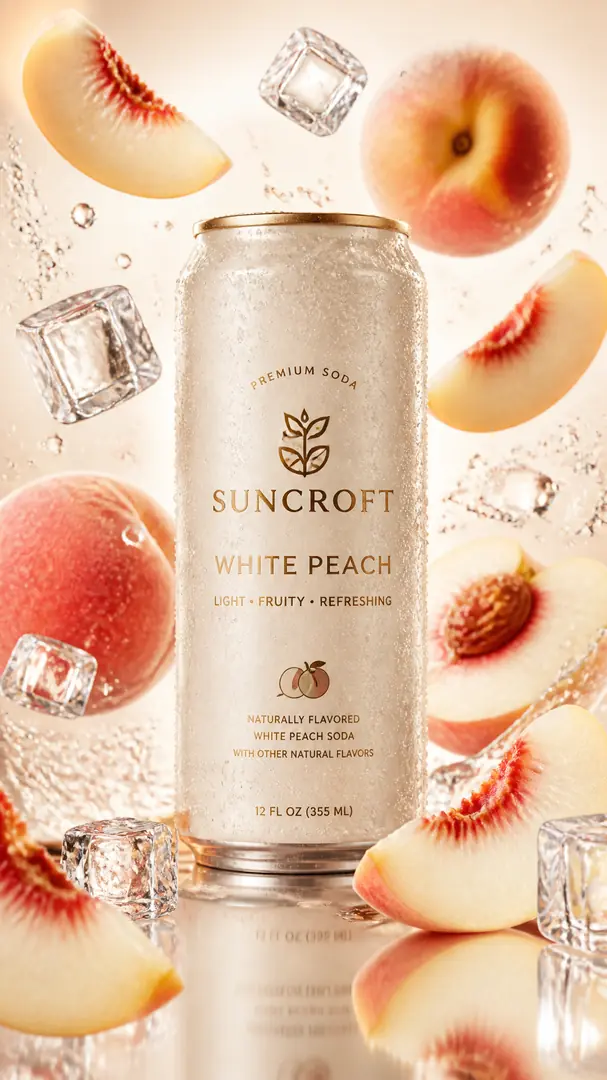 PREMIUM SODA
SUNCROFT
WHITE PEACH
LIGHT • FRUITY • REFRESHING
NATURALLY FLAVORED
WHITE PEACH SODA
WITH OTHER NATURAL FLAVORS
12 FL OZ (355 ML)